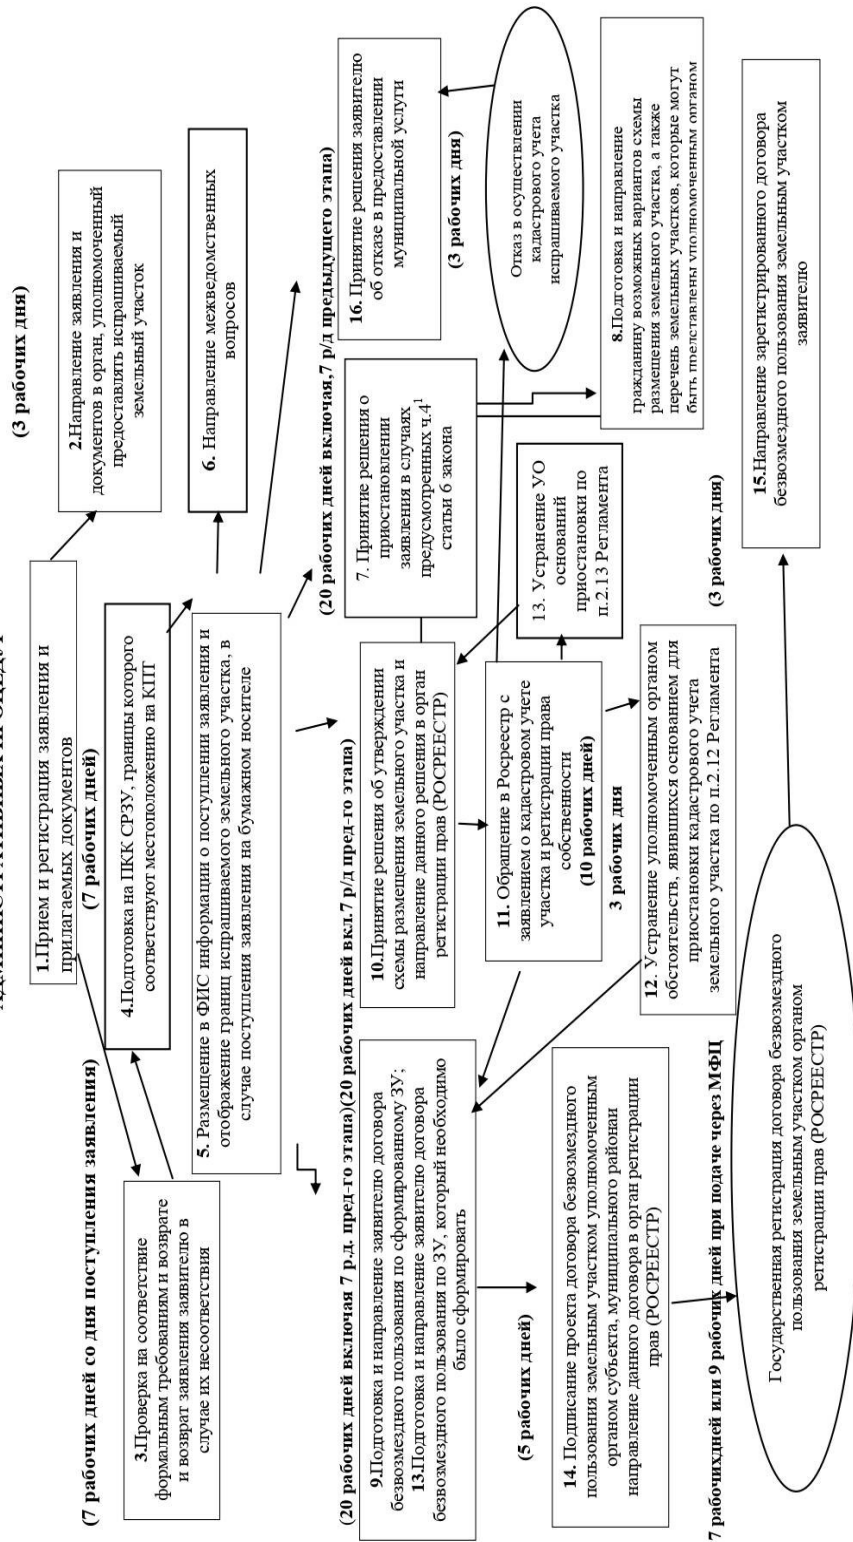 (3 рабочих дня)
1.Прием и регистрация заявления и
прилагаемых документов
2.Направление заявления и
документов в орган, уполномоченный
предоставлять испрашиваемый
земельный участок
(7 рабочих дней со дня поступления заявления)
(7 рабочих дней)
3.Проверка на соответствие
формальным требованиям и возврате
и возврат заявления заявителю в
случае их несоответствия
4.Подготовка на ПКК СРЗУ, границы которого
соответствуют местоположению на КПТ
6. Направление межведомственных
вопросов
5. Размещение в ФИС информации о поступлении заявления и
отображение границ испрашиваемого земельного участка, в
случае поступления заявления на бумажном носителе
(20 рабочих дней включая 7 р.д. пред-го этапа)(20 рабочих дней вкл.7 р/д пред-го этапа)
(20 рабочих дней включая,7 р/д предыдущего этапа)
9.Подготовка и направление заявителю договора
безвозмездного пользования по сформированному ЗУ;
13.Подготовка и направление заявителю договора
безвозмездного пользования по ЗУ, который необходимо
было сформировать
10.Принятие решения об утверждении
схемы размещения земельного участка и
направление данного решения в орган
регистрации прав (РОСРЕЕСТР)
7. Принятие решения о
приостановлении
заявления в случаях
предусмотренных ч.4¹
статьи 6 закона
16. Принятие решения заявителю
об отказе в предоставлении
муниципальной услуги
(3 рабочих дня)
11. Обращение в Росреестр с
заявлением о кадастровом учете
участка и регистрации права
собственности
(10 рабочих дней)
3 рабочих дня
13. Устранение УО
оснований
приостановки по
п.2.13 Регламента
Отказ в осуществлении
кадастрового учета
испрашиваемого участка
(5 рабочих дней)
14. Подписание проекта договора безвозмездного
пользования земельным участком уполномоченным
органом субъекта, муниципального районаи
направление данного договора в орган регистрации
прав (РОСРЕЕСТР)
12. Устранение уполномоченным органом
обстоятельств, явившихся основанием для
приостановки кадастрового учета
земельного участка по п.2.12 Регламента
8.Подготовка и направление
гражданину возможных вариантов схемы
размещения земельного участка, а также
перечень земельных участков, которые могут
быть представлены уполномоченным органом
7 рабочихдней или 9 рабочих дней при подаче через МФЦ
(3 рабочих дня)
Государственная регистрация договора безвозмездного
пользования земельным участком органом
регистрации прав (РОСРЕЕСТР)
15.Направление зарегистрированного договора
безвозмездного пользования земельным участком
заявителю